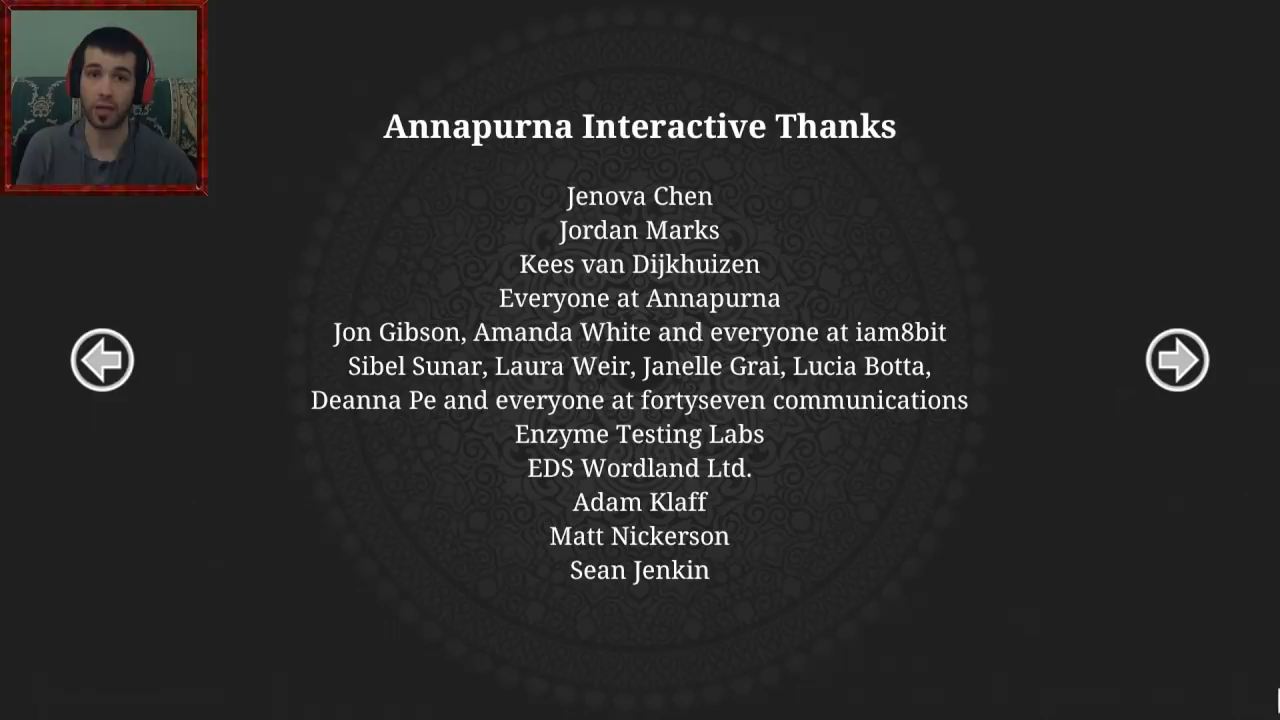 Annapurna Interactive Thanks
Jenova Chen
Jordan Marks
Kees van Dijkhuizen
Everyone at Annapurna
Jon Gibson, Amanda White and everyone at iam8bit
Sibel Sunar, Laura Weir, Janelle Grai, Lucia Botta,
Deanna Pe and everyone at fortyseven communications
Enzyme Testing Labs
EDS Wordland Ltd.
Adam Klaff
Matt Nickerson
Sean Jenkin